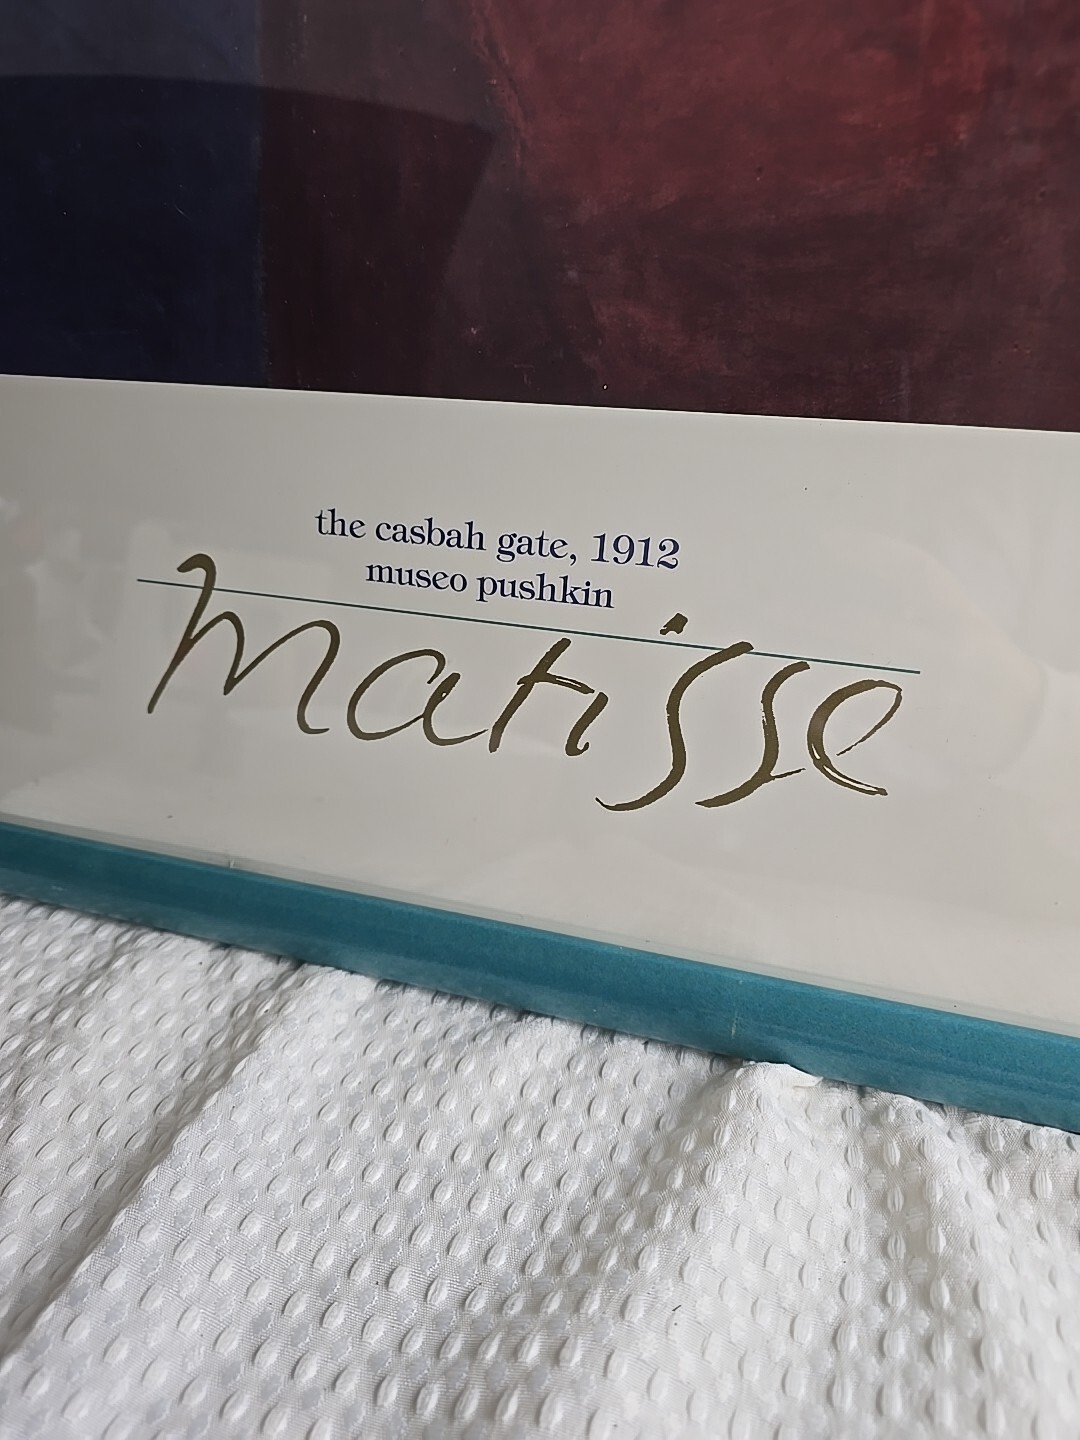 the casbah gate, 1912
museo pushkin
matisse